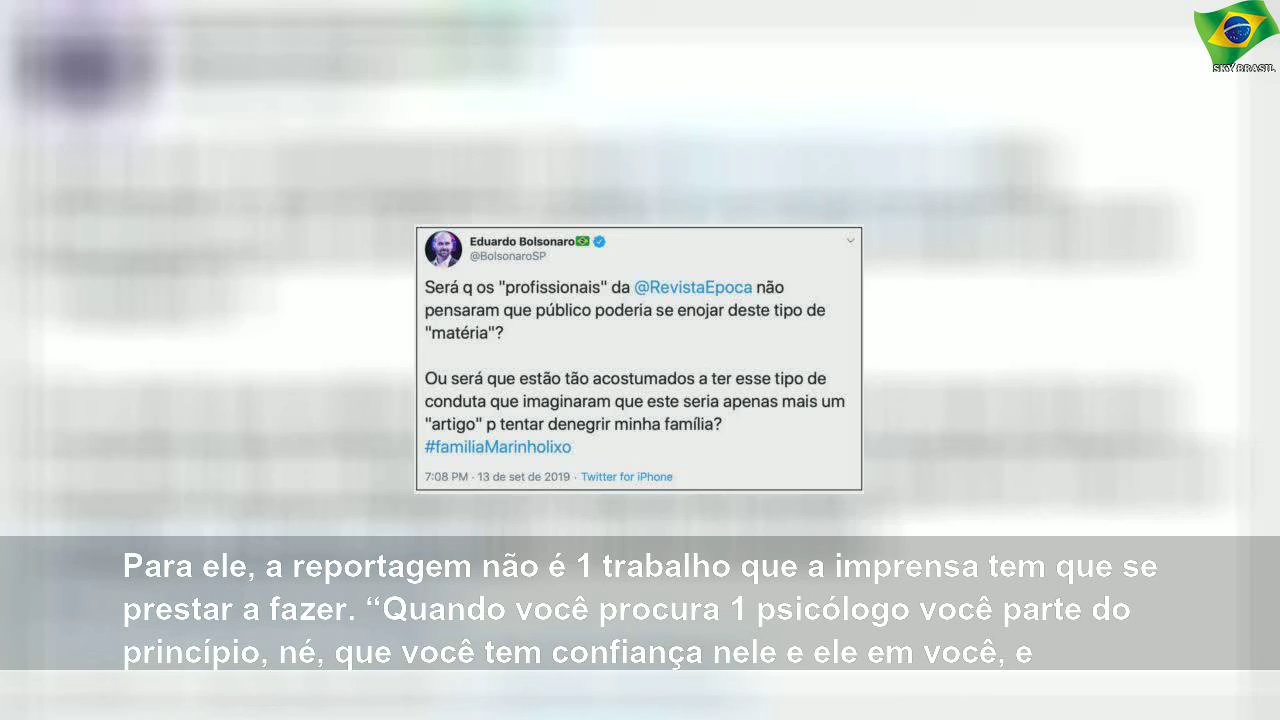 SKY BRASIL
Eduardo Bolsonaro
@BolsonaroSP
Será q os "profissionais" da @RevistaEpoca não
pensaram que público poderia se enojar deste tipo de
"matéria"?
Ou será que estão tão acostumados a ter esse tipo de
conduta que imaginaram que este seria apenas mais um
"artigo" p tentar denegrir minha família?
#familiaMarinholixo
7:08 PM · 13 de set de 2019 · Twitter for iPhone
Para ele, a reportagem não é 1 trabalho que a imprensa tem que se
prestar a fazer. “Quando você procura 1 psicólogo você parte do
princípio, né, que você tem confiança nele e ele em você, e